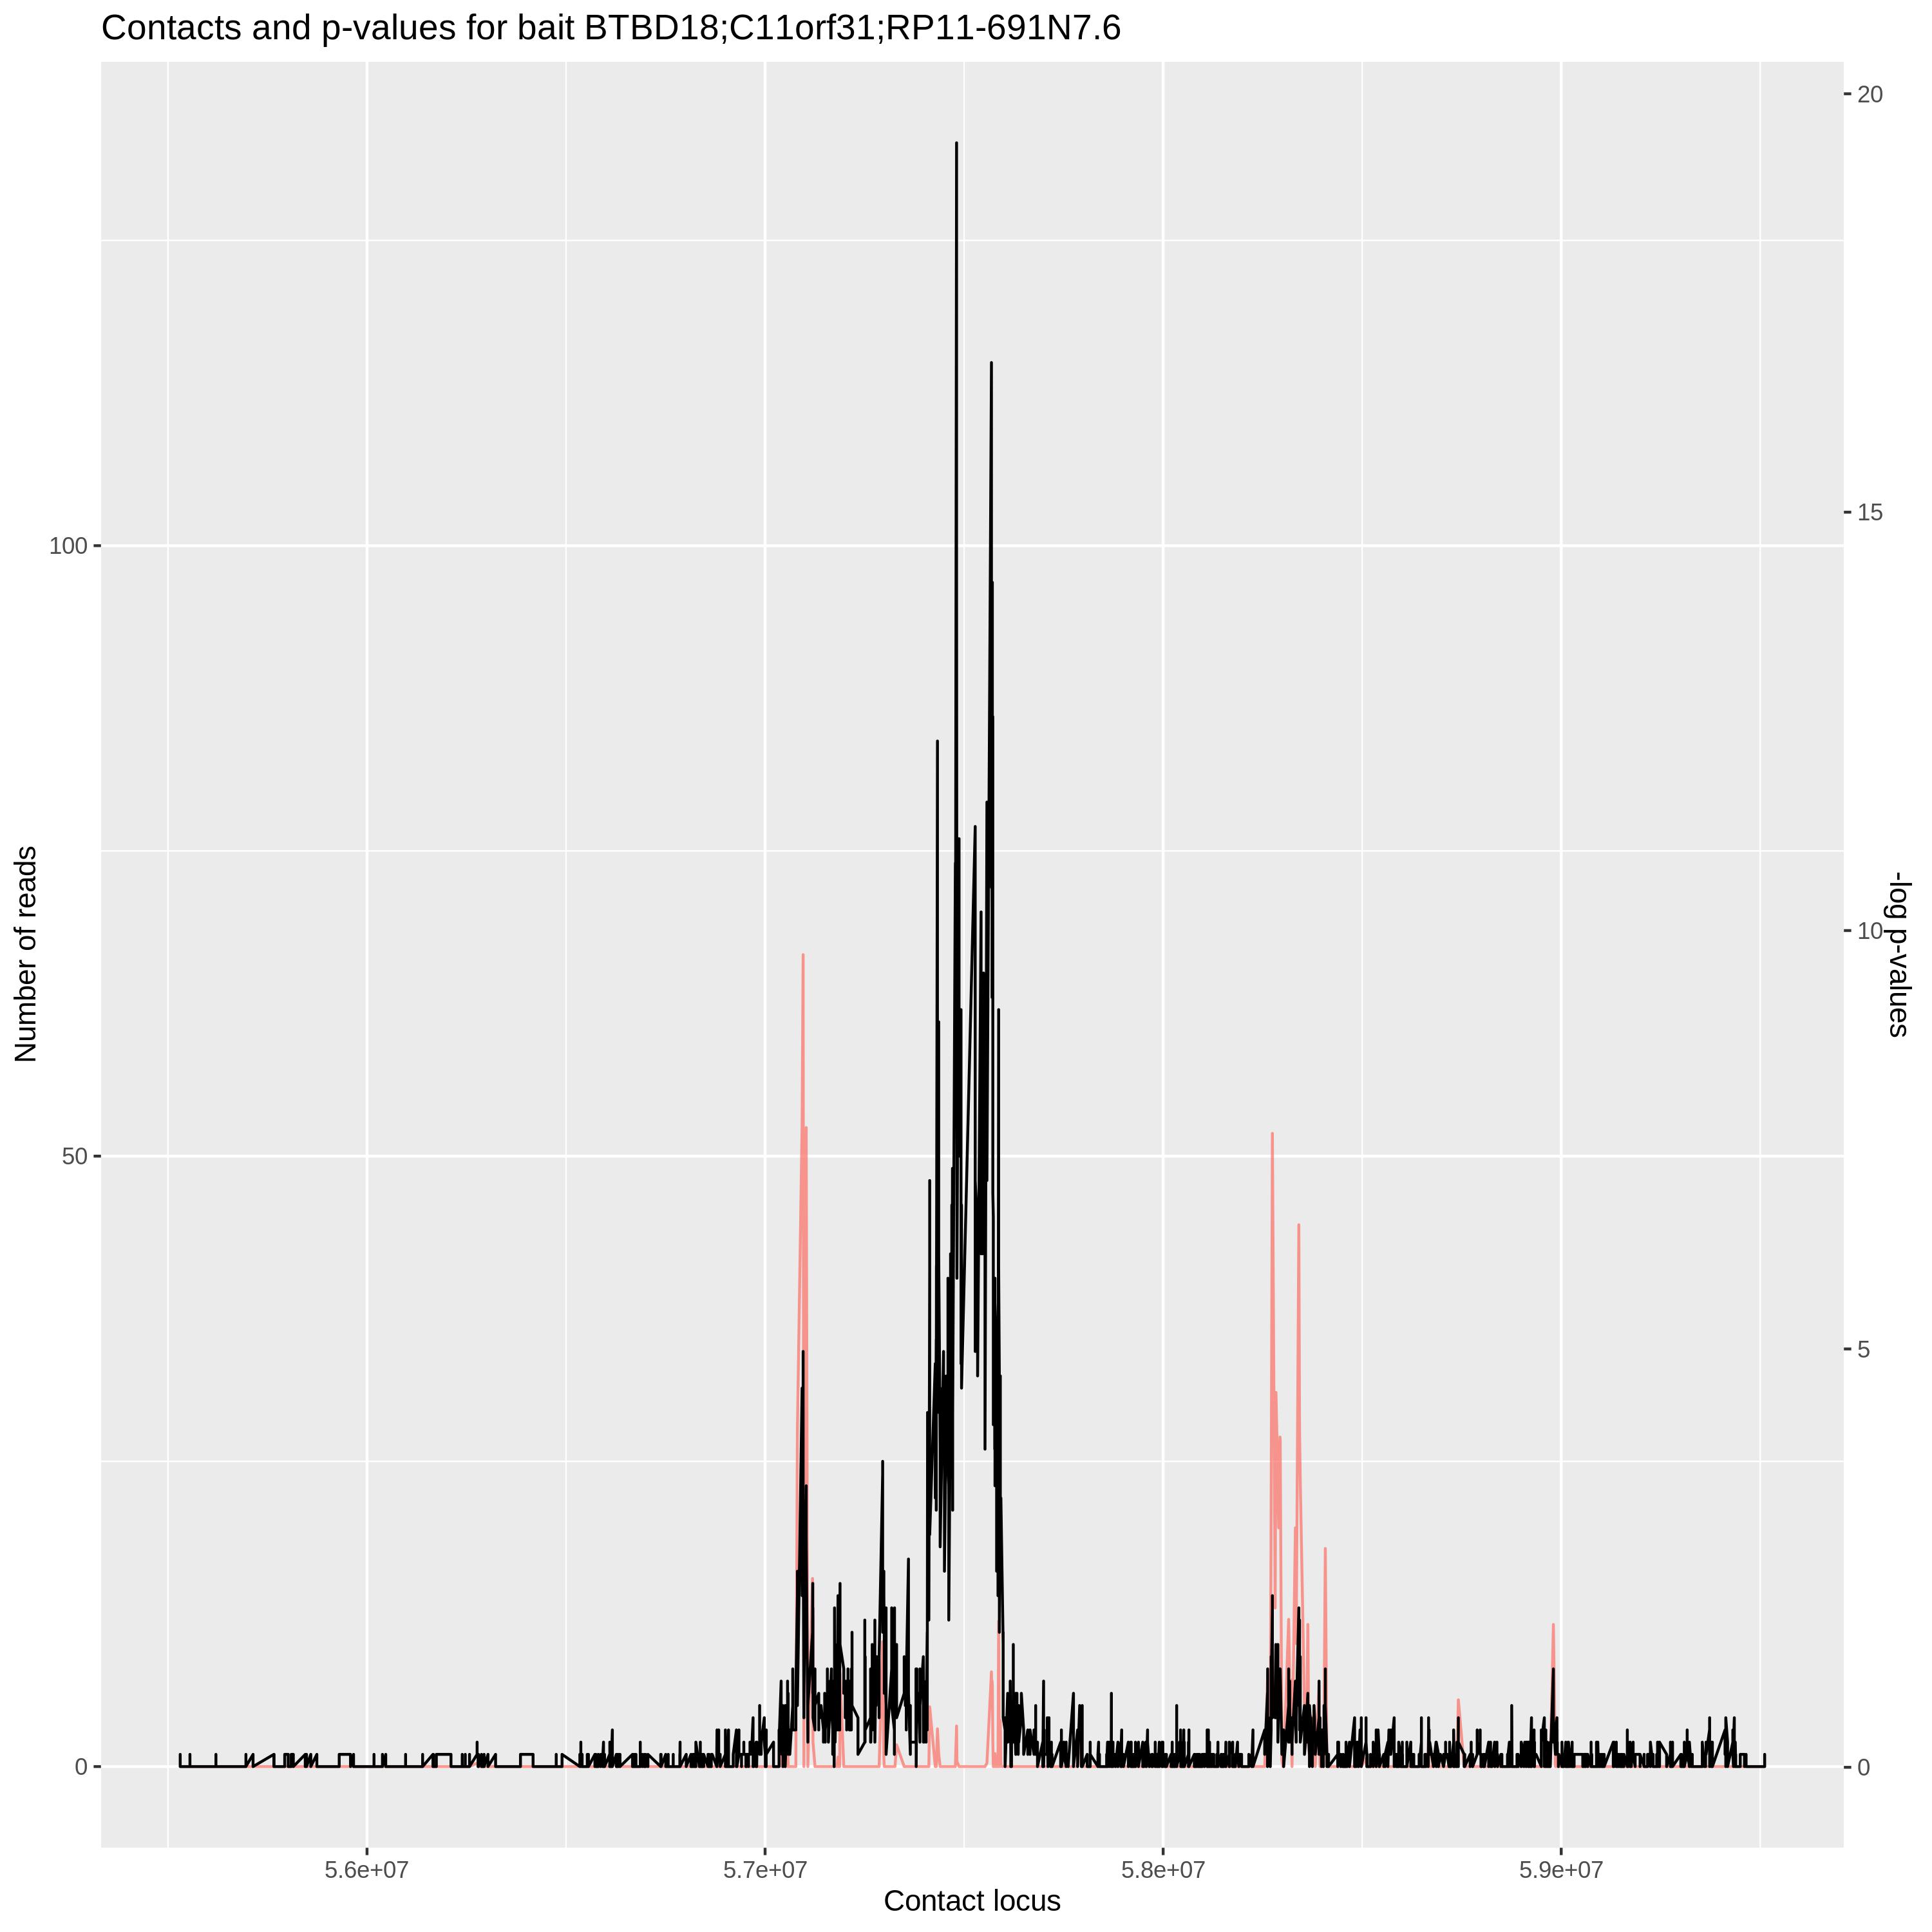 Contacts and p-values for bait BTBD18;C11orf31;RP11-691N7.6
Number of reads
100
50
0
20
15
10
5
0
-log p-values
5.6e+07
5.7e+07
5.8e+07
5.9e+07
Contact locus